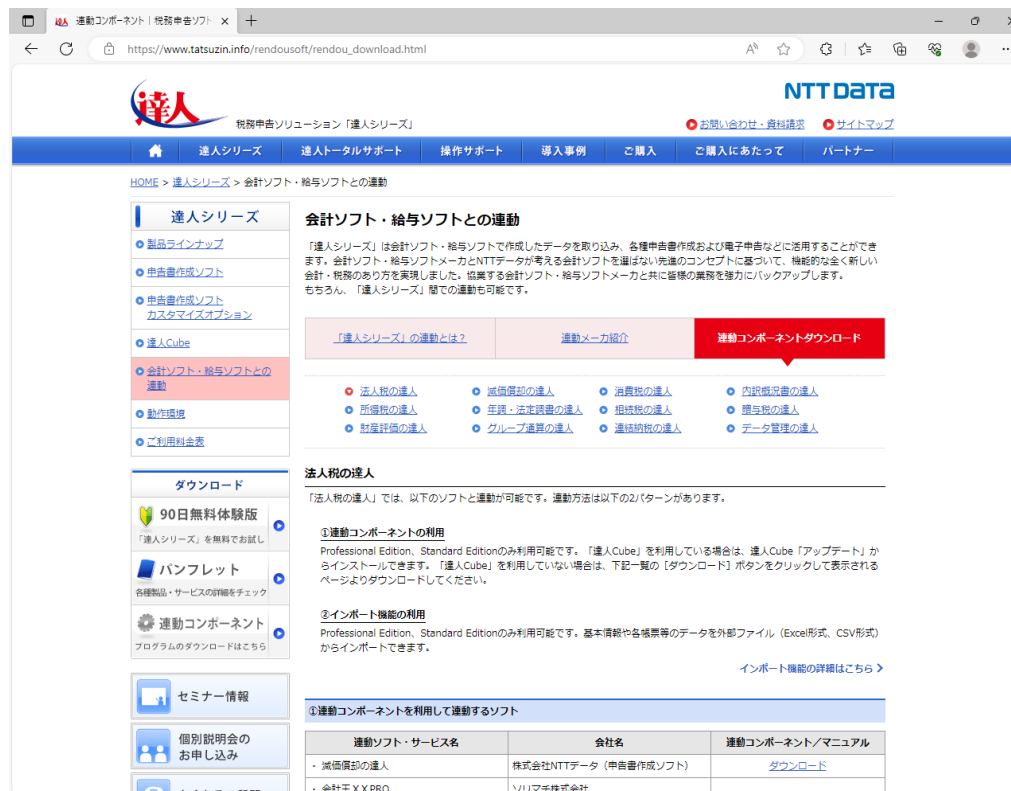 連動コンポーネント｜税務申告ソフト
https://www.tatsuzin.info/rendousoft/rendou_download.html
達人
税務申告ソリューション「達人シリーズ」
NTT DATA
お問い合わせ・資料請求 サイトマップ
達人シリーズ 達人トータルサポート 操作サポート 導入事例 ご購入 ご購入にあたって パートナー
HOME > 達人シリーズ > 会計ソフト・給与ソフトとの連動
達人シリーズ
製品ラインナップ
申告書作成ソフト
申告書作成ソフト
カスタマイズオプション
達人Cube
会計ソフト・給与ソフトとの
連動
動作環境
ご利用料金表
ダウンロード
90日無料体験版
「達人シリーズ」を無料でお試し
パンフレット
各種製品・サービスの詳細をチェック
連動コンポーネント
プログラムのダウンロードはこちら
セミナー情報
個別説明会の
お申し込み
会計ソフト・給与ソフトとの連動
「達人シリーズ」は会計ソフト・給与ソフトで作成したデータを取り込み、各種申告書作成および電子申告などに活用することができ
ます。会計ソフト・給与ソフトメーカとNTTデータが考える会計ソフトを選ばない先進のコンセプトに基づいて、機能的な全く新しい
会計・税務のあり方を実現しました。協業する会計ソフト・給与ソフトメーカと共に皆様の業務を強力にバックアップします。
もちろん、「達人シリーズ」間での連動も可能です。
「達人シリーズ」の連動とは？ 連動メーカ紹介 連動コンポーネントダウンロード
法人税の達人 減価償却の達人 消費税の達人 内訳概況書の達人
所得税の達人 年調・法定調書の達人 相続税の達人 贈与税の達人
財産評価の達人 グループ通算の達人 連結納税の達人 データ管理の達人
法人税の達人
「法人税の達人」では、以下のソフトと連動が可能です。連動方法は以下の2パターンがあります。
①連動コンポーネントの利用
Professional Edition、Standard Editionのみ利用可能です。「達人Cube」を利用している場合は、達人Cube「アップデート」か
らインストールできます。「達人Cube」を利用していない場合は、下記一覧の［ダウンロード］ボタンをクリックして表示される
ページよりダウンロードしてください。
②インポート機能の利用
Professional Edition、Standard Editionのみ利用可能です。基本情報や各帳票等のデータを外部ファイル（Excel形式、CSV形式）
からインポートできます。
インポート機能の詳細はこちら
①連動コンポーネントを利用して連動するソフト
連動ソフト・サービス名 会社名 連動コンポーネント／マニュアル
・ 減価償却の達人 株式会社NTTデータ（申告書作成ソフト） ダウンロード
・ 会計王ＸＸPRO ソリマチ株式会社